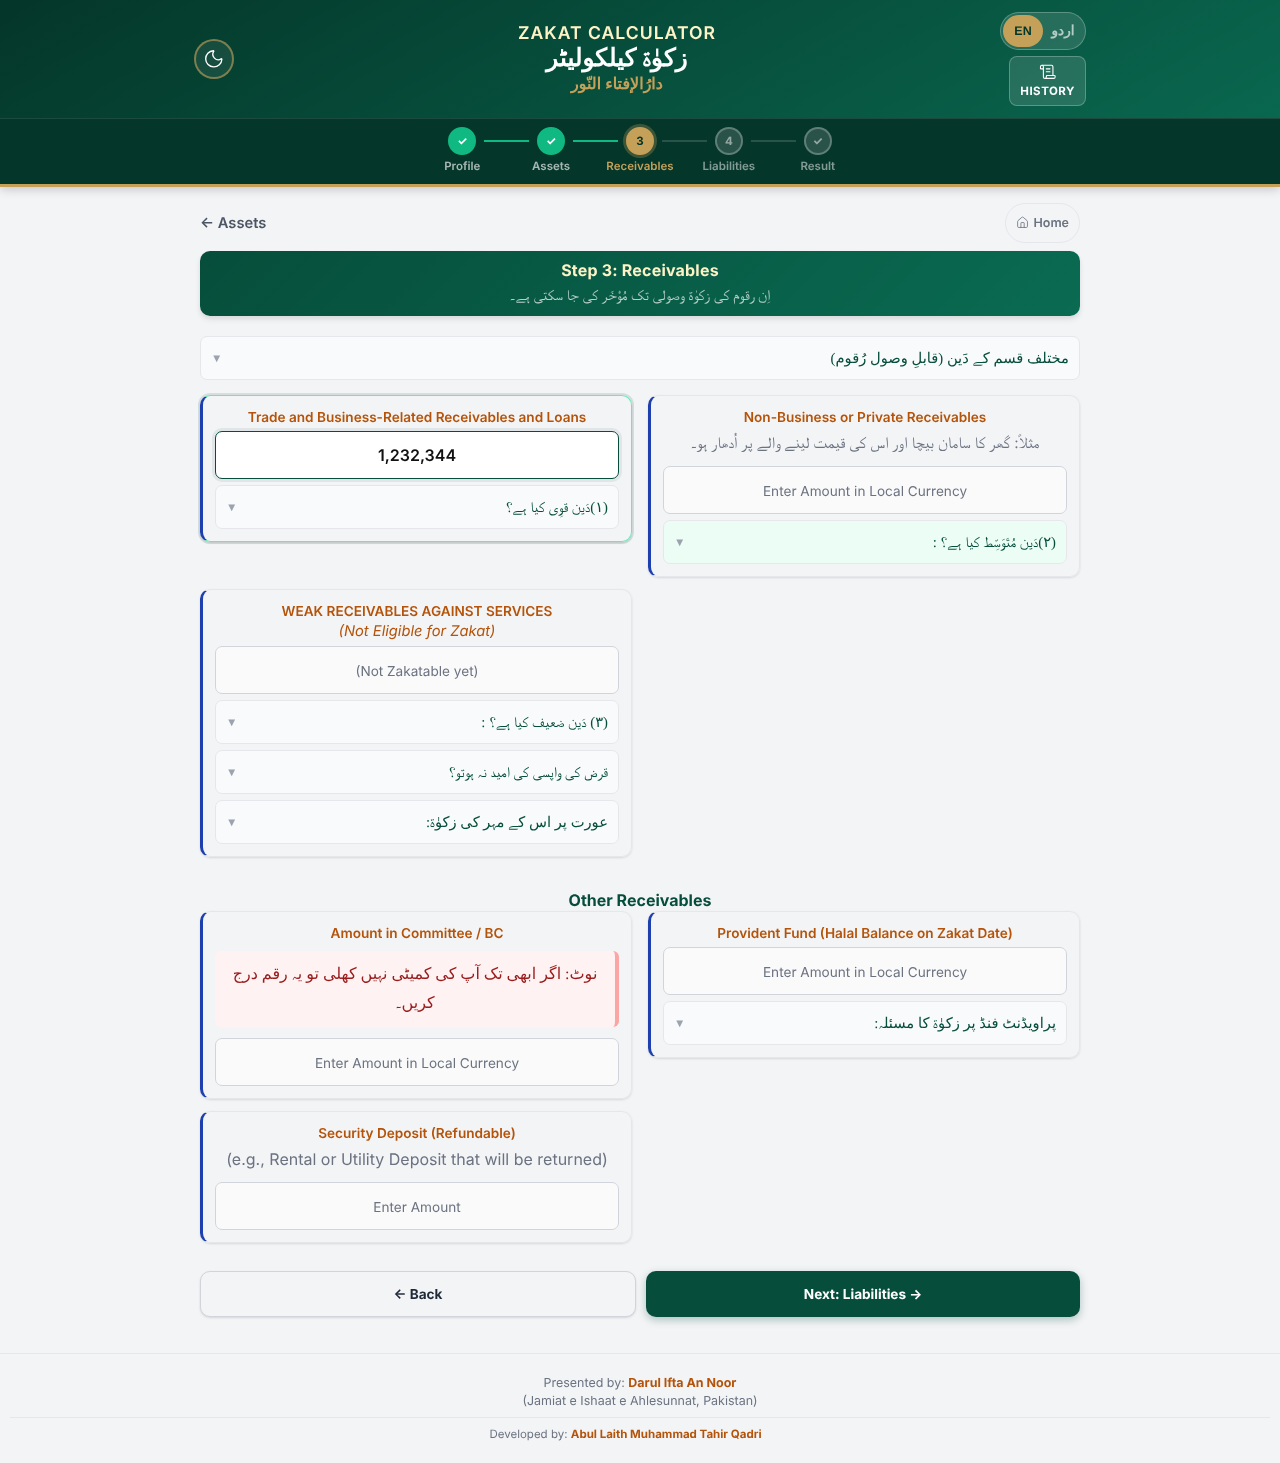 ZAKAT CALCULATOR
زکوٰۃ کیلکولیٹر
دارُالإفتاء النّور
EN
اردو
HISTORY
3
4
Profile
Assets
Receivables
Liabilities
Result
← Assets
Home
Step 3: Receivables
اِن رقوم کی زکوٰۃ وصولی تک مُؤخّر کی جا سکتی ہے۔
مختلف قسم کے دَین (قابلِ وصول رُقوم)
▼
Trade and Business-Related Receivables and Loans
1,232,344
(۱)دَین قوی کیا ہے؟
▼
Non-Business or Private Receivables
مثلاً: گھر کا سامان بیچا اور اس کی قیمت لینے والے پر اُدھار ہو۔
Enter Amount in Local Currency
(۲)دَین مُتَوَسِّط کیا ہے؟ :
▼
WEAK RECEIVABLES AGAINST SERVICES
(Not Eligible for Zakat)
(Not Zakatable yet)
(۳) دَین ضعیف کیا ہے؟ :
▼
قرض کی واپسی کی امید نہ ہوتو؟
▼
عورت پر اس کے مہر کی زکوٰۃ:
▼
Other Receivables
Amount in Committee / BC
نوٹ: اگر ابھی تک آپ کی کمیٹی نہیں کھلی تو یہ رقم درج
کریں۔
Enter Amount in Local Currency
Provident Fund (Halal Balance on Zakat Date)
Enter Amount in Local Currency
پراویڈنٹ فنڈ پر زکوٰۃ کا مسئلہ:
▼
Security Deposit (Refundable)
(e.g., Rental or Utility Deposit that will be returned)
Enter Amount
← Back
Next: Liabilities →
Presented by: Darul Ifta An Noor
(Jamiat e Ishaat e Ahlesunnat, Pakistan)
Developed by: Abul Laith Muhammad Tahir Qadri